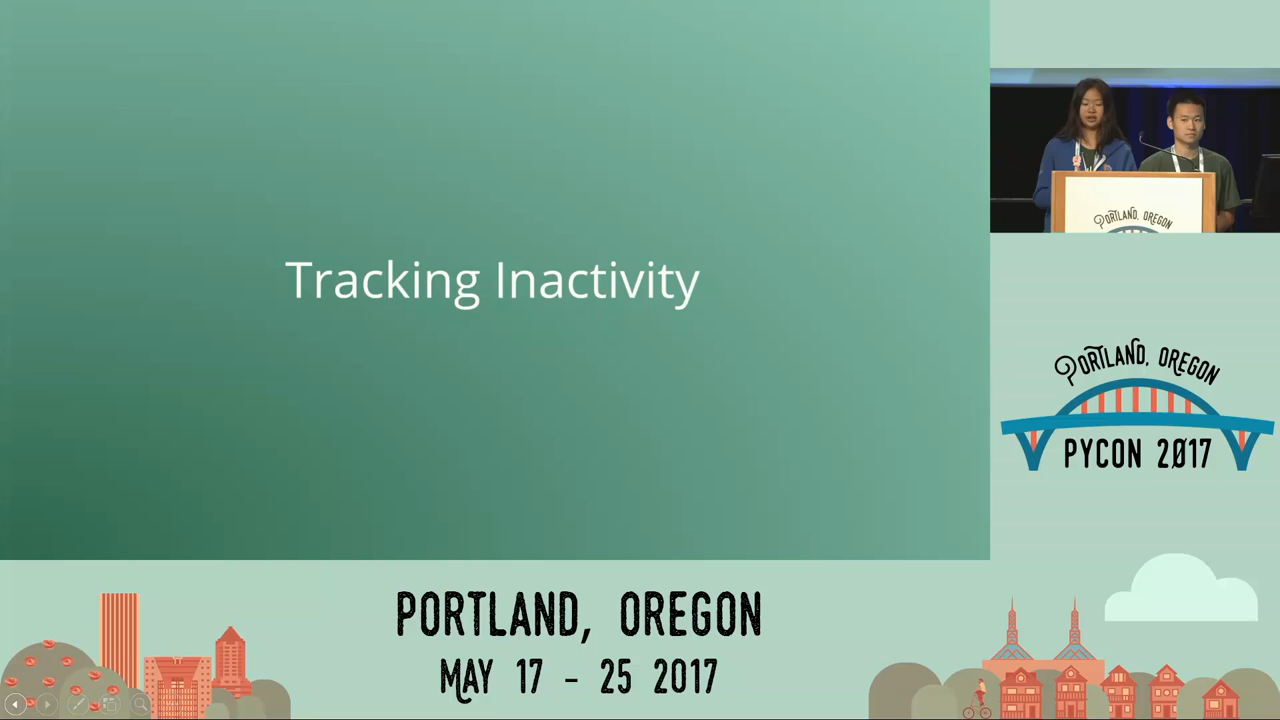 Tracking Inactivity
PORTLAND, OREGON
PORTLAND, OREGON
PYCON 2017
PORTLAND, OREGON
MAY 17 - 25 2017